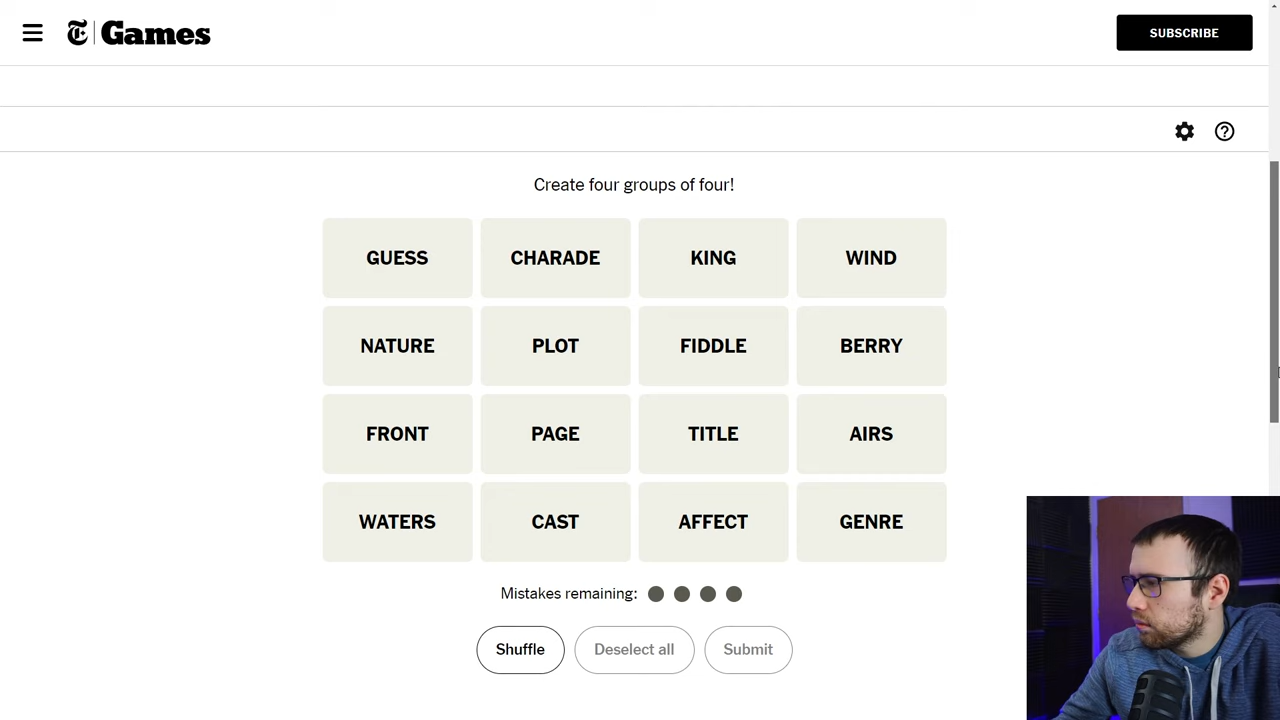 T Games
SUBSCRIBE
Create four groups of four!
GUESS CHARADE KING WIND
NATURE PLOT FIDDLE BERRY
FRONT PAGE TITLE AIRS
WATERS CAST AFFECT GENRE
Mistakes remaining:
Shuffle Deselect all Submit